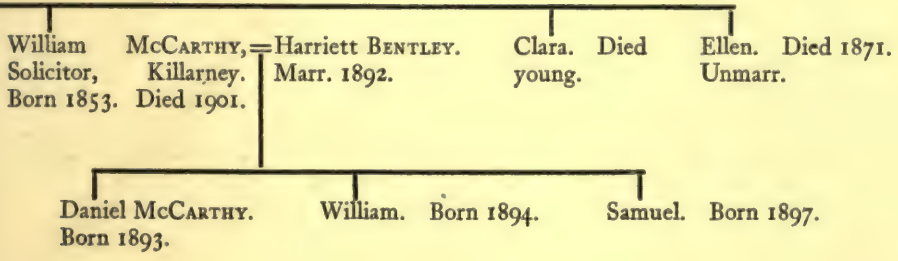 William McCARTHY,=Harriett BENTLEY.
Solicitor, Killarney. Marr. 1892.
Born 1853. Died 1901.
Clara. Died
young.
Ellen. Died 1871.
Unmarr.
Daniel McCARTHY.
Born 1893.
William. Born 1894.
Samuel. Born 1897.